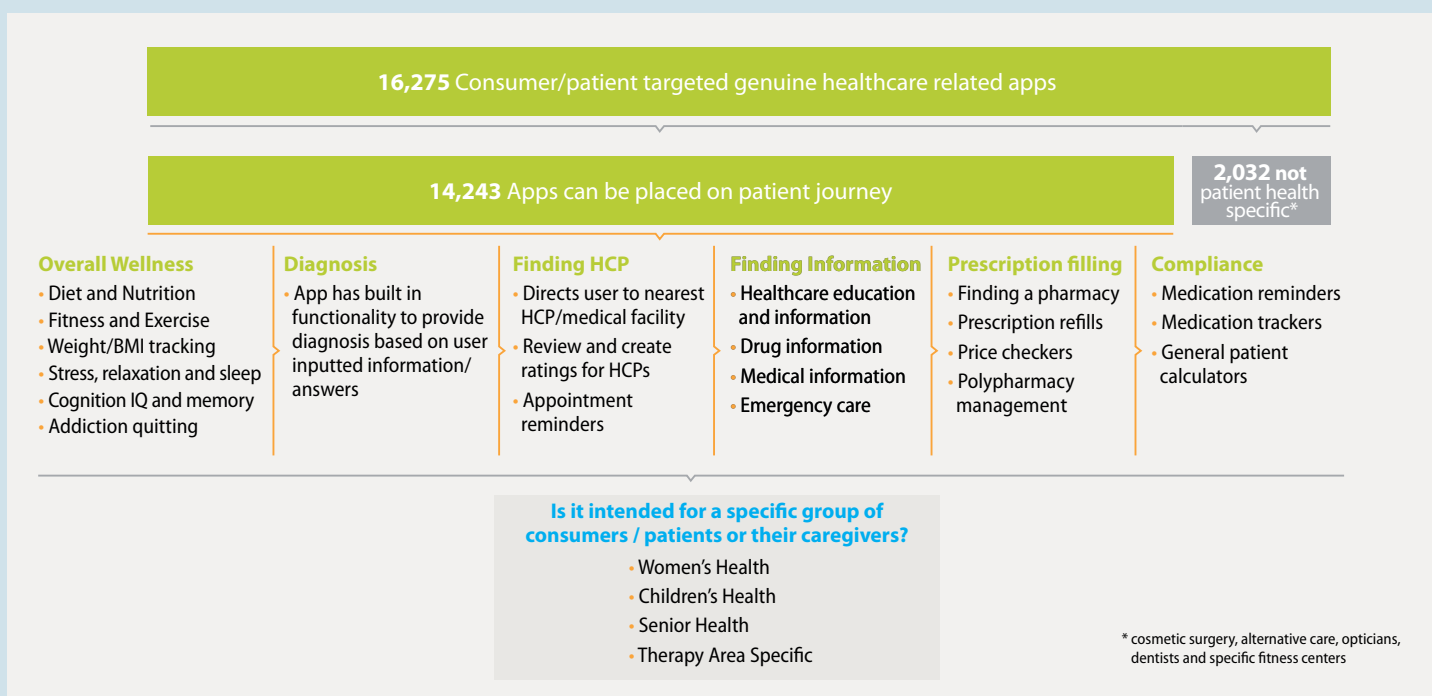 16,275 Consumer/patient targeted genuine healthcare related apps
14,243 Apps can be placed on patient journey
2,032 not
patient health
specific*
Overall Wellness
• Diet and Nutrition
• Fitness and Exercise
• Weight/BMI tracking
• Stress, relaxation and sleep
• Cognition IQ and memory
• Addiction quitting
Diagnosis
• App has built in
functionality to provide
diagnosis based on user
inputted information/
answers
Finding HCP
• Directs user to nearest
HCP/medical facility
• Review and create
ratings for HCPs
• Appointment
reminders
Finding Information
• Healthcare education
and information
• Drug information
• Medical information
• Emergency care
Prescription filling
• Finding a pharmacy
• Prescription refills
• Price checkers
• Polypharmacy
management
Compliance
• Medication reminders
• Medication trackers
• General patient
calculators
Is it intended for a specific group of
consumers / patients or their caregivers?
• Women's Health
• Children's Health
• Senior Health
• Therapy Area Specific
* cosmetic surgery, alternative care, opticians,
dentists and specific fitness centers